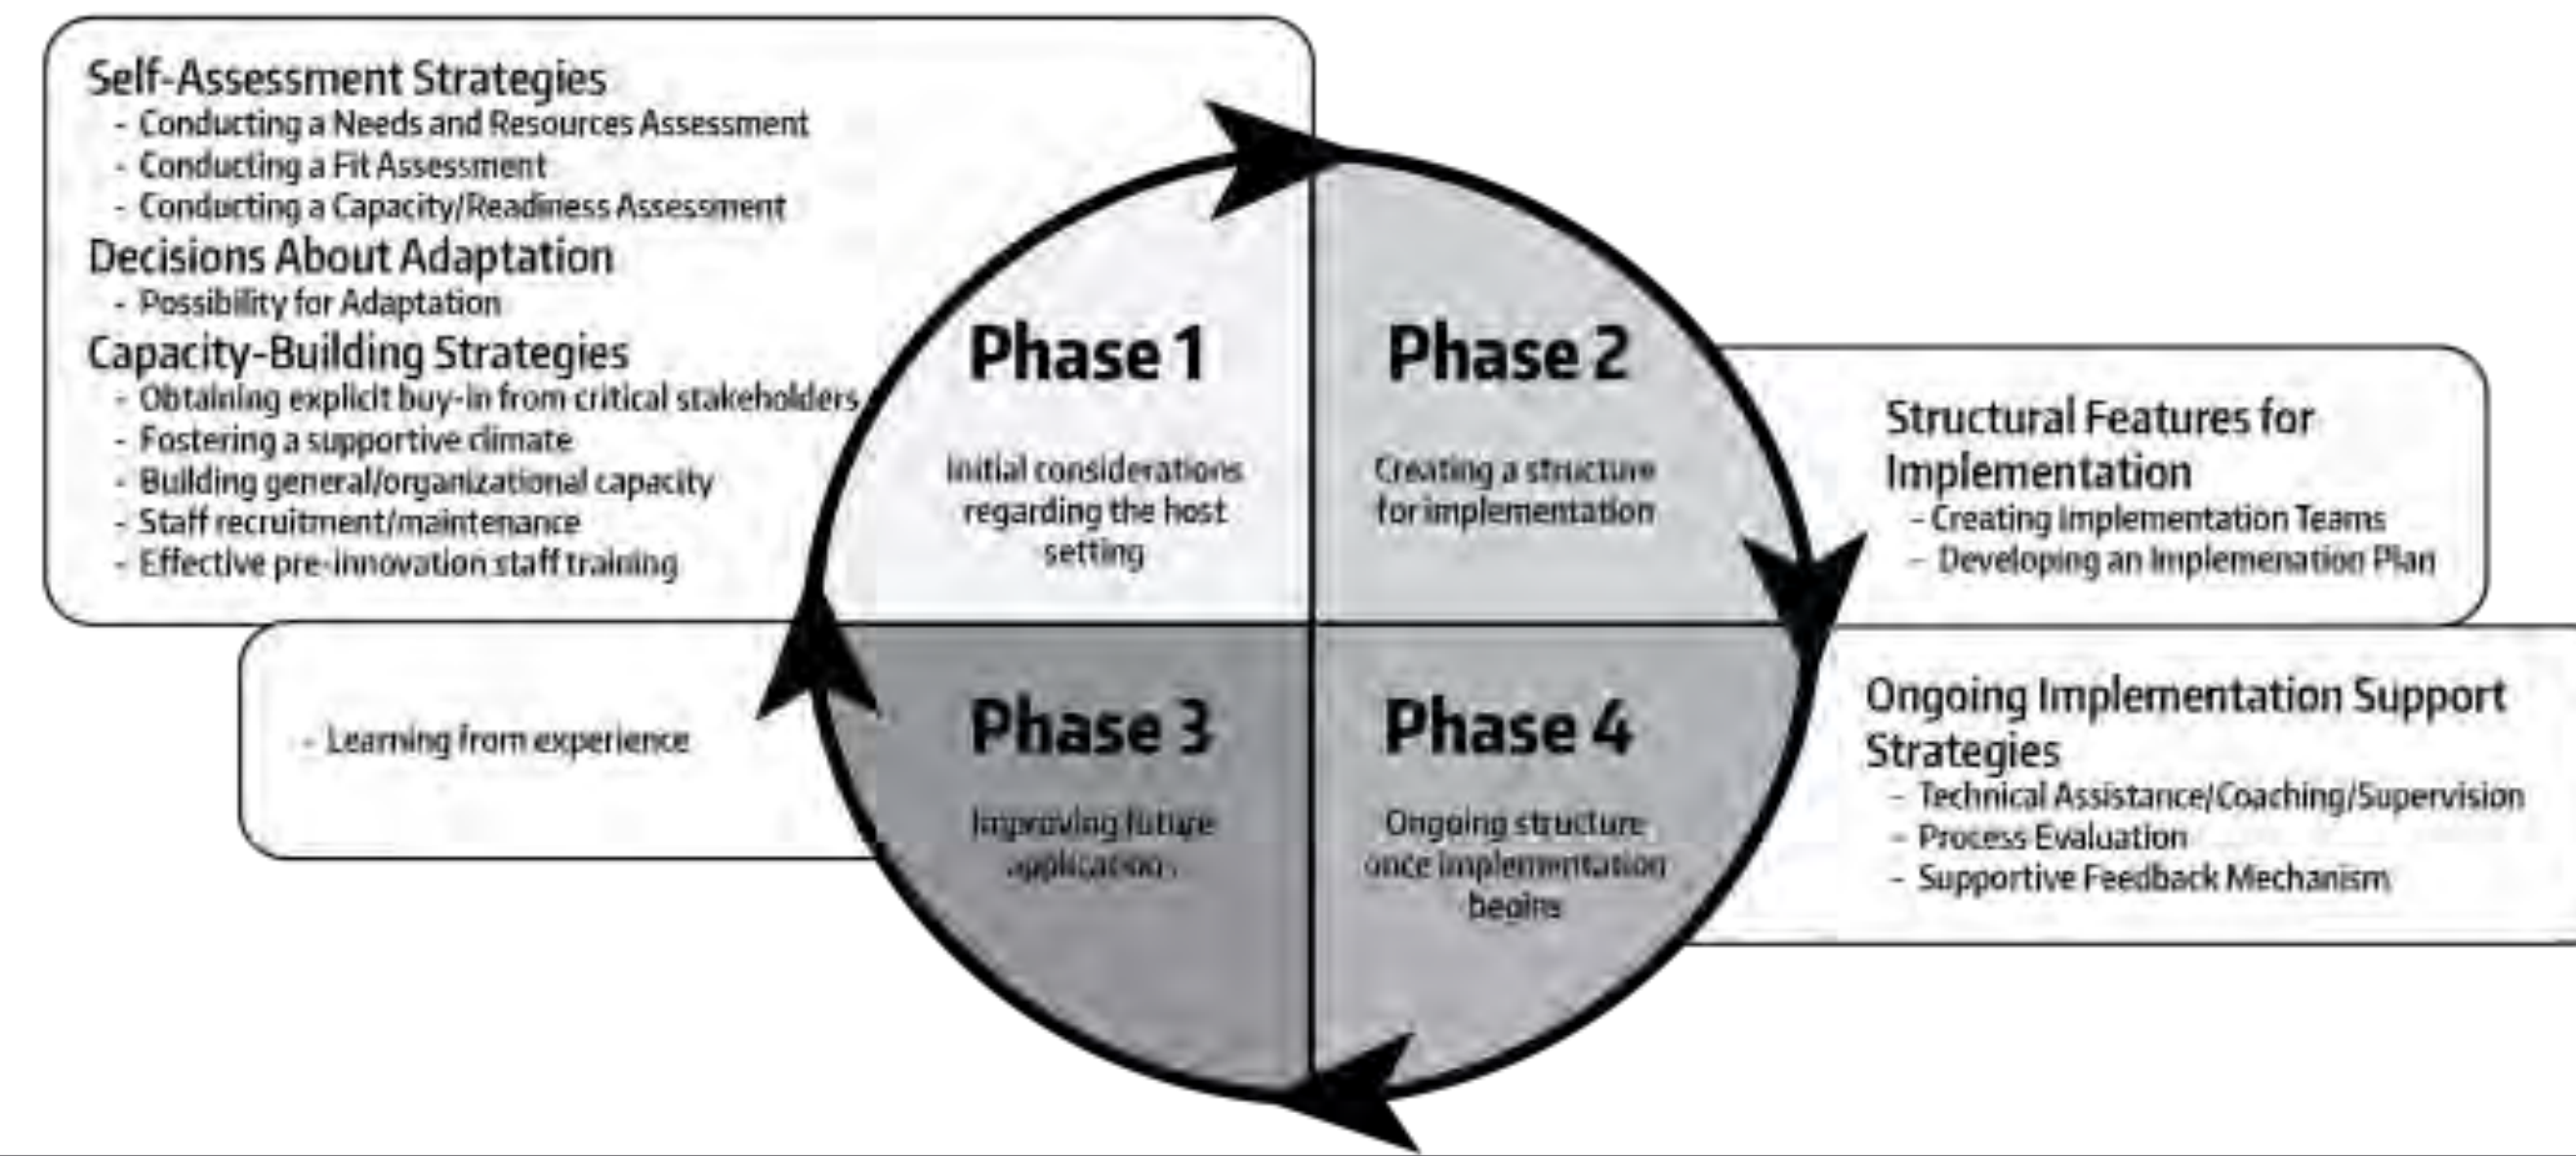 Self-Assessment Strategies
- Conducting a Needs and Resources Assessment
- Conducting a Fit Assessment
- Conducting a Capacity/Readiness Assessment
Decisions About Adaptation
- Possibility for Adaptation
Capacity-Building Strategies
- Obtaining explicit buy-in from critical stakeholders
- Fostering a supportive climate
- Building general/organizational capacity
- Staff recruitment/maintenance
- Effective pre-innovation staff training
Phase 1
Initial considerations
regarding the host
setting
Phase 2
Creating a structure
for implementation
Structural Features for
Implementation
- Creating Implementation Teams
- Developing an Implemenation Plan
- Learning from experience
Phase 3
Improving future
applications
Phase 4
Ongoing structure
once implementation
begins
Ongoing Implementation Support
Strategies
- Technical Assistance/Coaching/Supervision
- Process Evaluation
- Supportive Feedback Mechanism